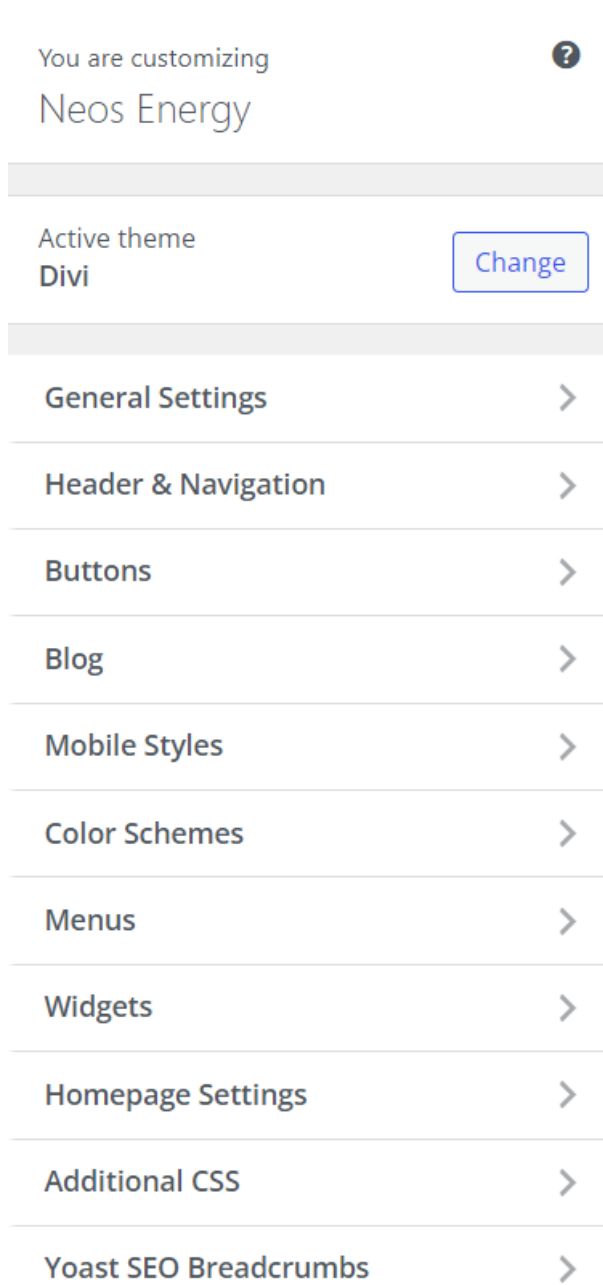 You are customizing
?
Neos Energy
Active theme
Divi
Change
General Settings
Header & Navigation
Buttons
Blog
Mobile Styles
Color Schemes
Menus
Widgets
Homepage Settings
Additional CSS
Yoast SEO Breadcrumbs